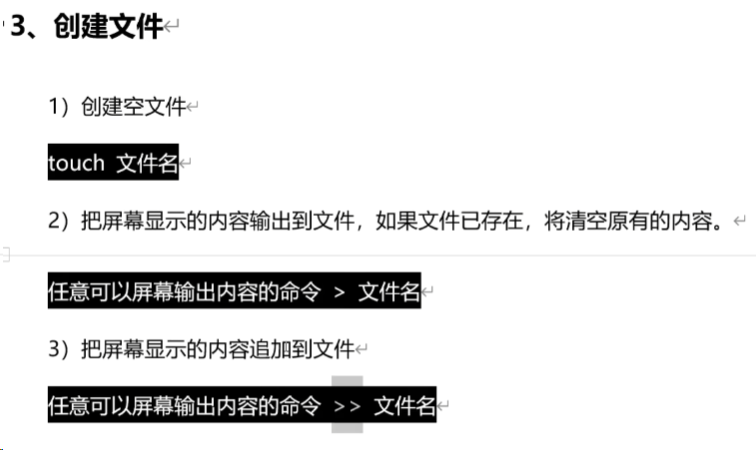 3、创建文件
1）创建空文件
touch 文件名
2）把屏幕显示的内容输出到文件，如果文件已存在，将清空原有的内容。
任意可以屏幕输出内容的命令 > 文件名
3）把屏幕显示的内容追加到文件
任意可以屏幕输出内容的命令 >> 文件名